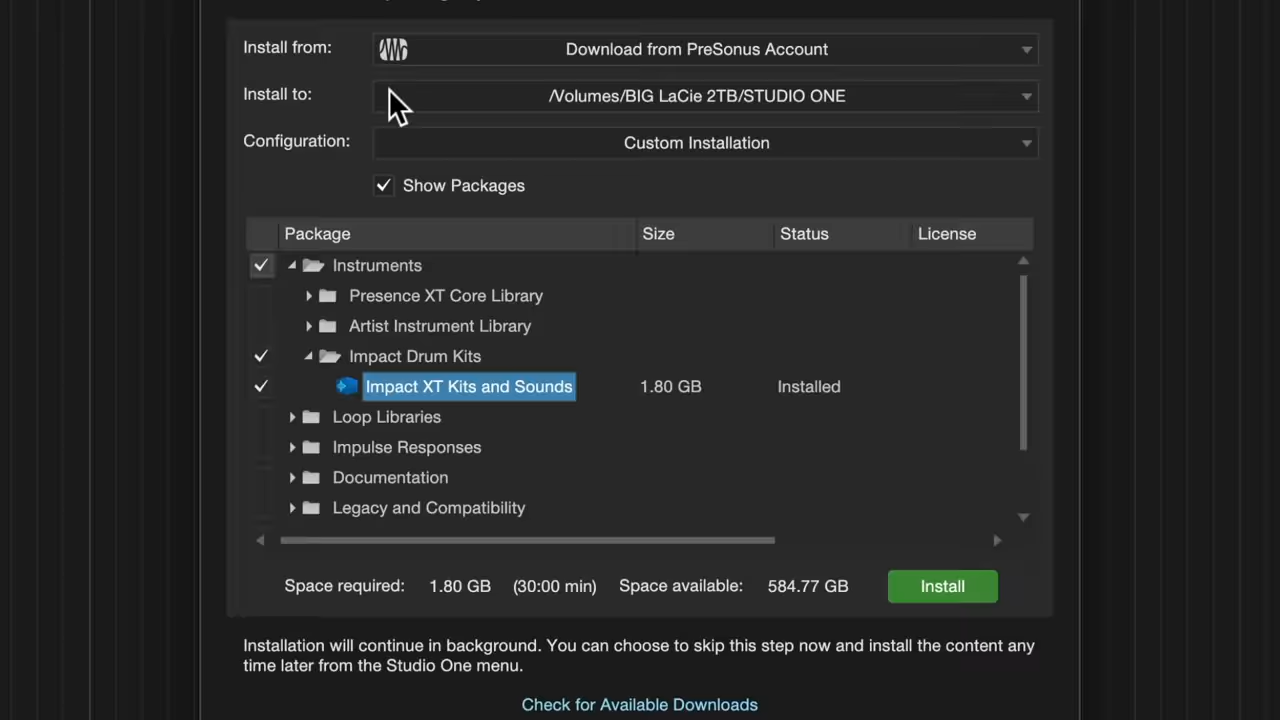 Install from:
Download from PreSonus Account
Install to:
/Volumes/BIG LaCie 2TB/STUDIO ONE
Configuration:
Custom Installation
Show Packages
Package Size Status License
Instruments
Presence XT Core Library
Artist Instrument Library
Impact Drum Kits
Impact XT Kits and Sounds 1.80 GB Installed
Loop Libraries
Impulse Responses
Documentation
Legacy and Compatibility
Space required: 1.80 GB (30:00 min) Space available: 584.77 GB Install
Installation will continue in background. You can choose to skip this step now and install the content any
time later from the Studio One menu.
Check for Available Downloads